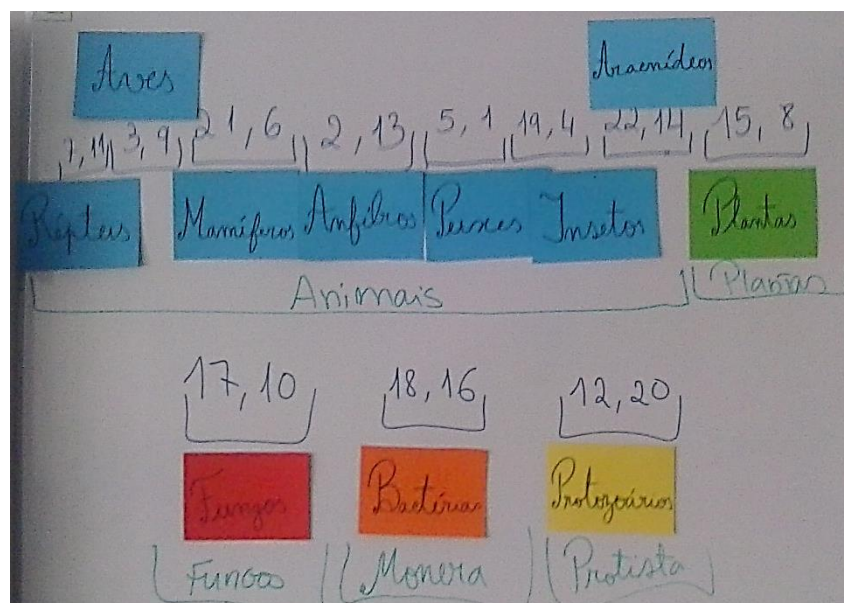 Aves
Aracnídeos
7, 11 3, 9 21, 6 2, 13 5, 1 19, 4 22, 14 15, 8
Répteis Mamíferos Anfíbios Peixes Insetos Plantas
Animais Plantas
17, 10 18, 16 12, 20
Fungos Bactérias Protozoários
Fungos Monera Protista